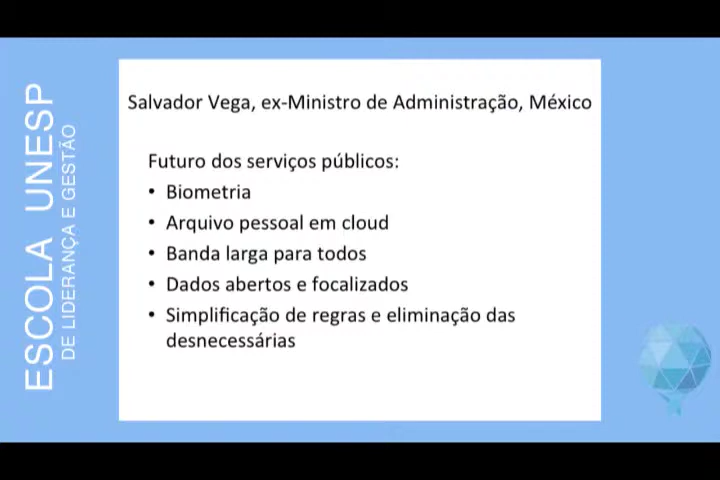 ESCOLA UNESP
DE LIDERANÇA E GESTÃO
Salvador Vega, ex-Ministro de Administração, México
Futuro dos serviços públicos:
• Biometria
• Arquivo pessoal em cloud
• Banda larga para todos
• Dados abertos e focalizados
• Simplificação de regras e eliminação das
desnecessárias